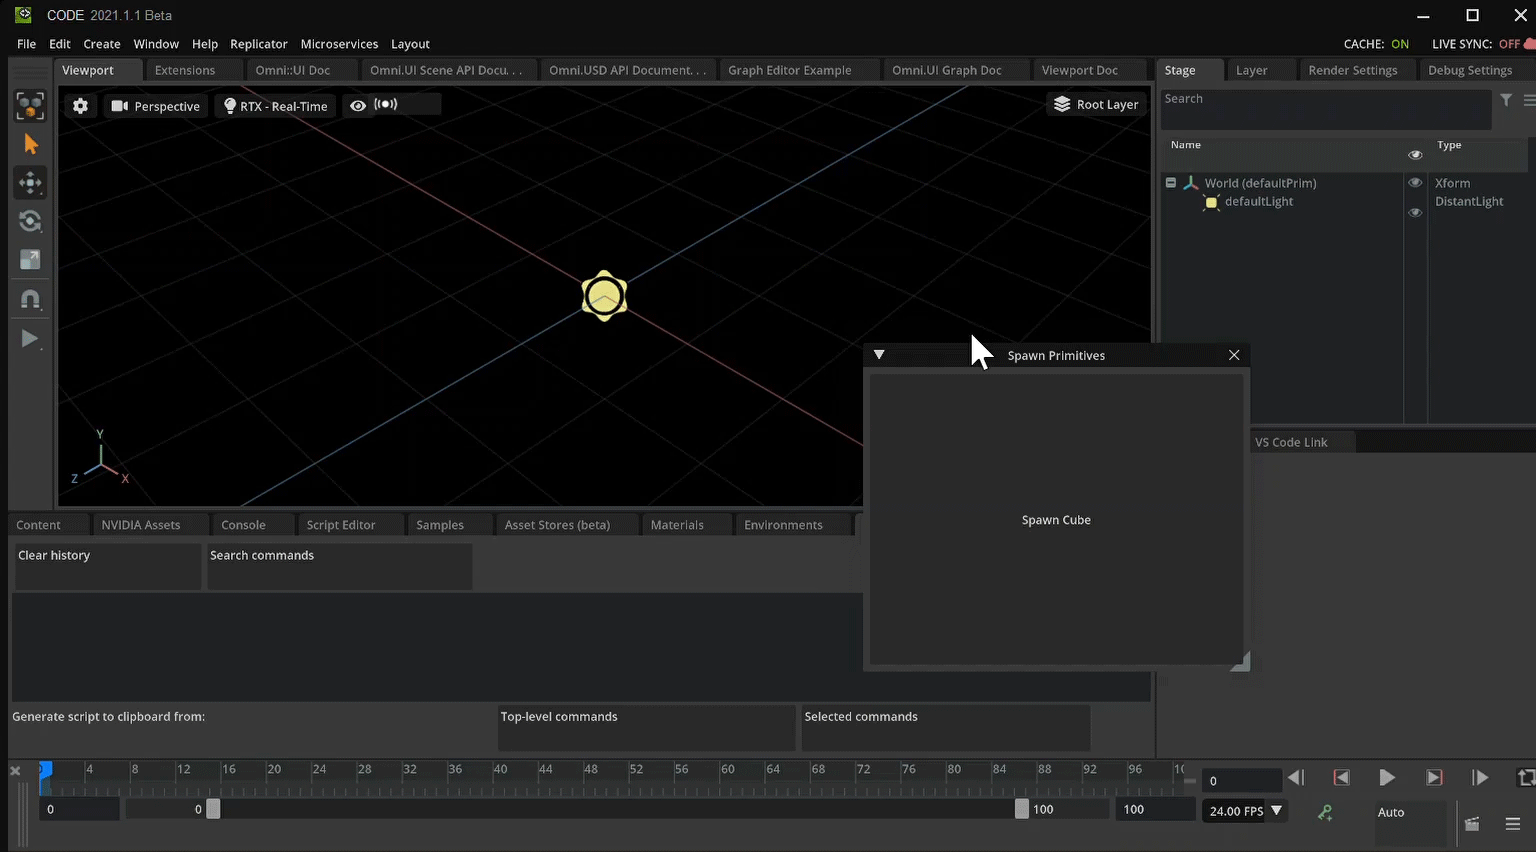 CODE 2021.1.1 Beta
File Edit Create Window Help Replicator Microservices Layout
CACHE: ON LIVE SYNC: OFF
Viewport Extensions Omni::UI Doc Omni.UI Scene API Docu. . . Omni.USD API Document. . . Graph Editor Example Omni.UI Graph Doc Viewport Doc
Stage Layer Render Settings Debug Settings
Perspective RTX - Real-Time
Root Layer
Search
Name Type
World (defaultPrim) Xform
defaultLight DistantLight
Y
Z X
Spawn Primitives
Spawn Cube
VS Code Link
Content NVIDIA Assets Console Script Editor Samples Asset Stores (beta) Materials Environments
Clear history Search commands
Generate script to clipboard from: Top-level commands Selected commands
4 8 12 16 20 24 28 32 36 40 44 48 52 56 60 64 68 72 76 80 84 88 92 96
0
0 0 100 100 24.00 FPS Auto